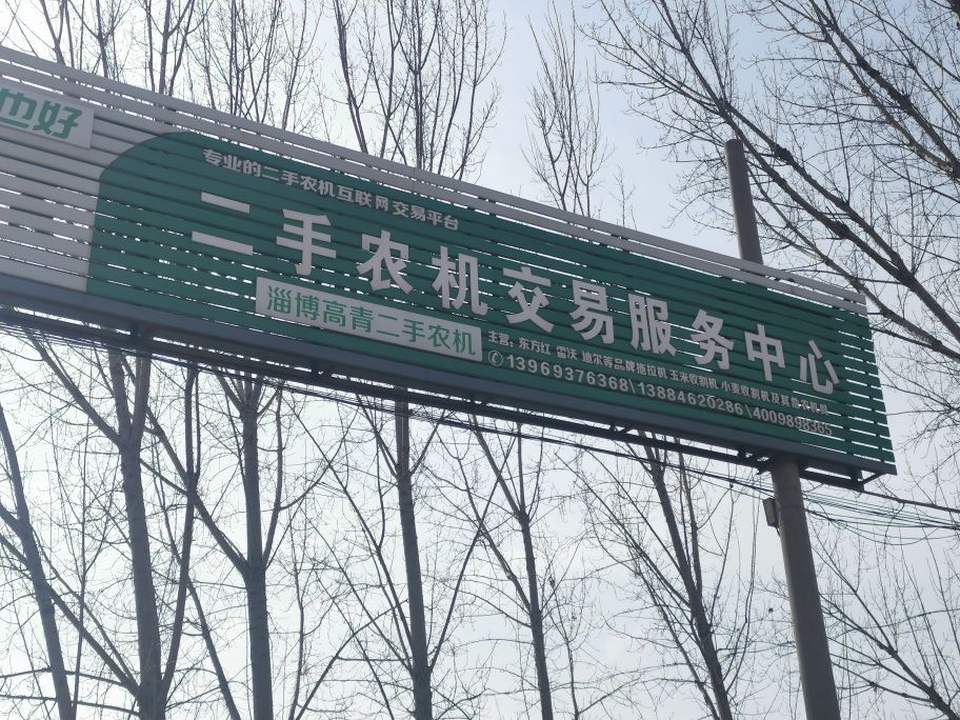 也好
专业的二手农机互联网交易平台
二手农机交易服务中心
淄博高青二手农机
主营：东方红 雷沃 迪尔等品牌拖拉机 玉米收割机 小麦收割机及其他农机具
13969376368\13884620286\4009898365